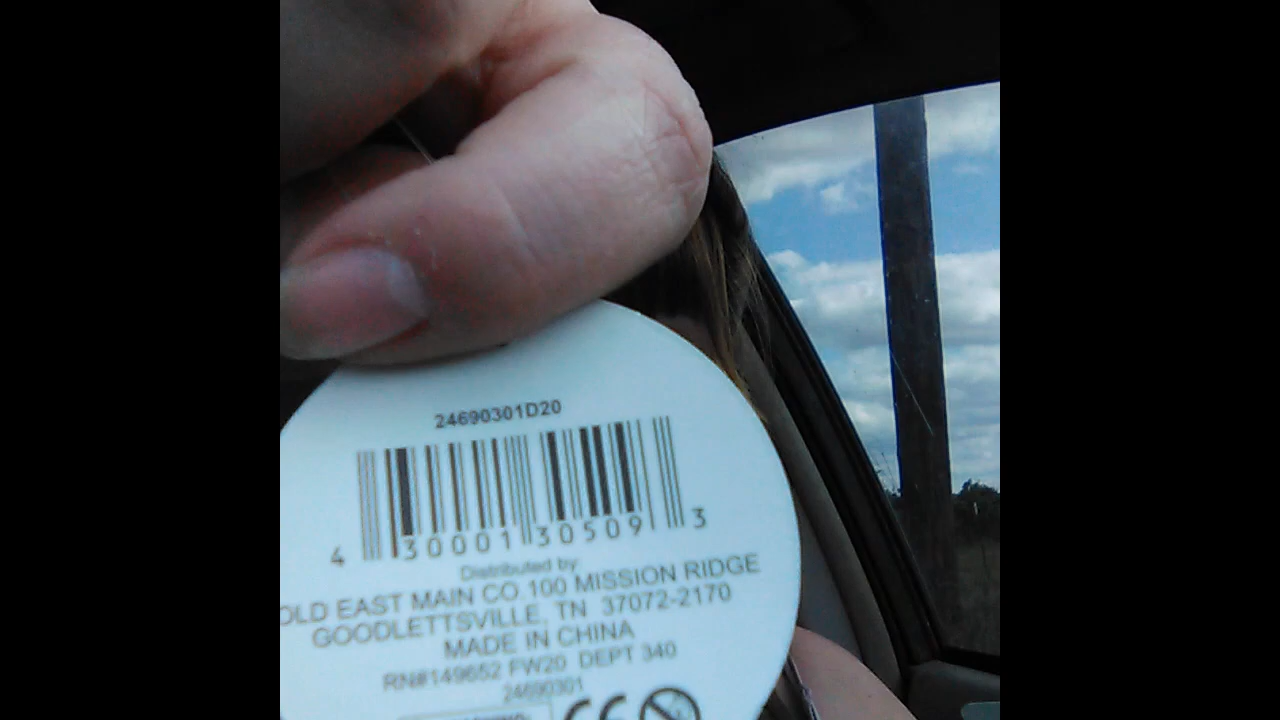 24690301D20
4 30001 30509 3
Distributed by:
OLD EAST MAIN CO 100 MISSION RIDGE
GOODLETTSVILLE, TN 37072-2170
MADE IN CHINA
RN#149652 FW20 DEPT 340
24690301
CE